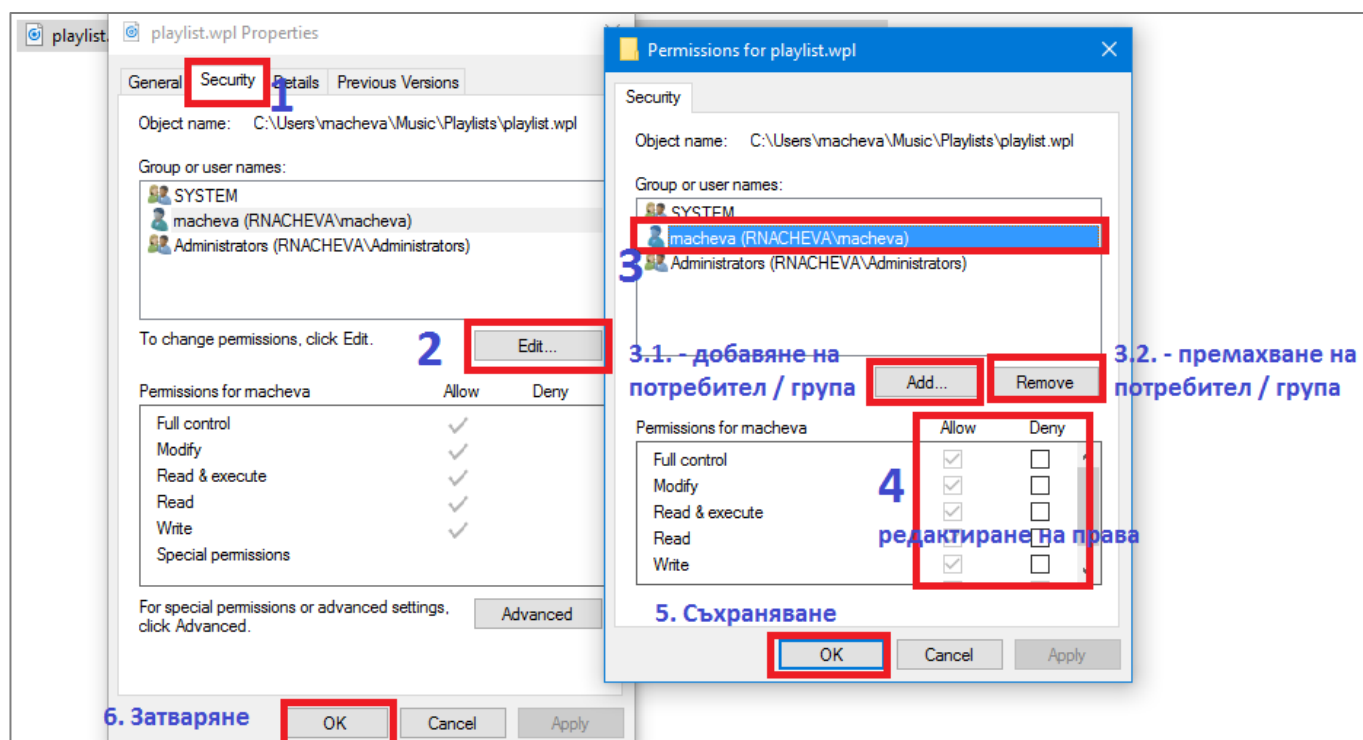 playlist.
playlist.wpl Properties
General
Security
Details
Previous Versions
1
Object name: C:\Users\macheva\Music\Playlists\playlist.wpl
Group or user names:
SYSTEM
macheva (RNACHEVA\macheva)
Administrators (RNACHEVA\Administrators)
To change permissions, click Edit.
2
Edit...
Permissions for macheva Allow Deny
Full control
Modify
Read & execute
Read
Write
Special permissions
For special permissions or advanced settings,
click Advanced.
Advanced
6. Затваряне
OK Cancel Apply
Permissions for playlist.wpl
Security
Object name: C:\Users\macheva\Music\Playlists\playlist.wpl
Group or user names:
SYSTEM
macheva (RNACHEVA\macheva)
3
Administrators (RNACHEVA\Administrators)
3.1. - добавяне на
потребител / група
Add...
Remove
3.2. - премахване на
потребител / група
Permissions for macheva Allow Deny
Full control
Modify
4
Read & execute
Read
редактиране на права
Write
5. Съхраняване
OK Cancel Apply